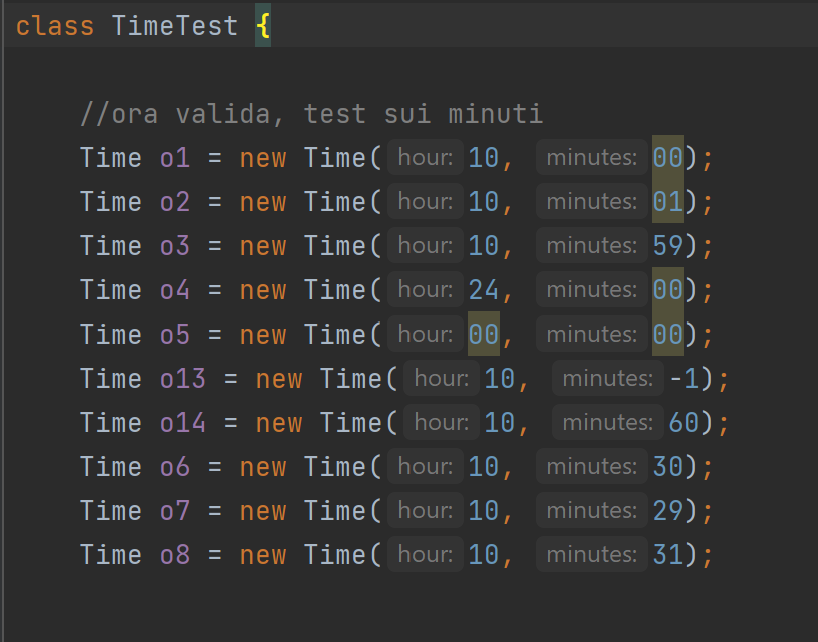 class TimeTest {
//ora valida, test sui minuti
Time o1 = new Time( hour: 10, minutes: 00);
Time o2 = new Time( hour: 10, minutes: 01);
Time o3 = new Time( hour: 10, minutes: 59);
Time o4 = new Time( hour: 24, minutes: 00);
Time o5 = new Time( hour: 00, minutes: 00);
Time o13 = new Time( hour: 10, minutes: -1);
Time o14 = new Time( hour: 10, minutes: 60);
Time o6 = new Time( hour: 10, minutes: 30);
Time o7 = new Time( hour: 10, minutes: 29);
Time o8 = new Time( hour: 10, minutes: 31);